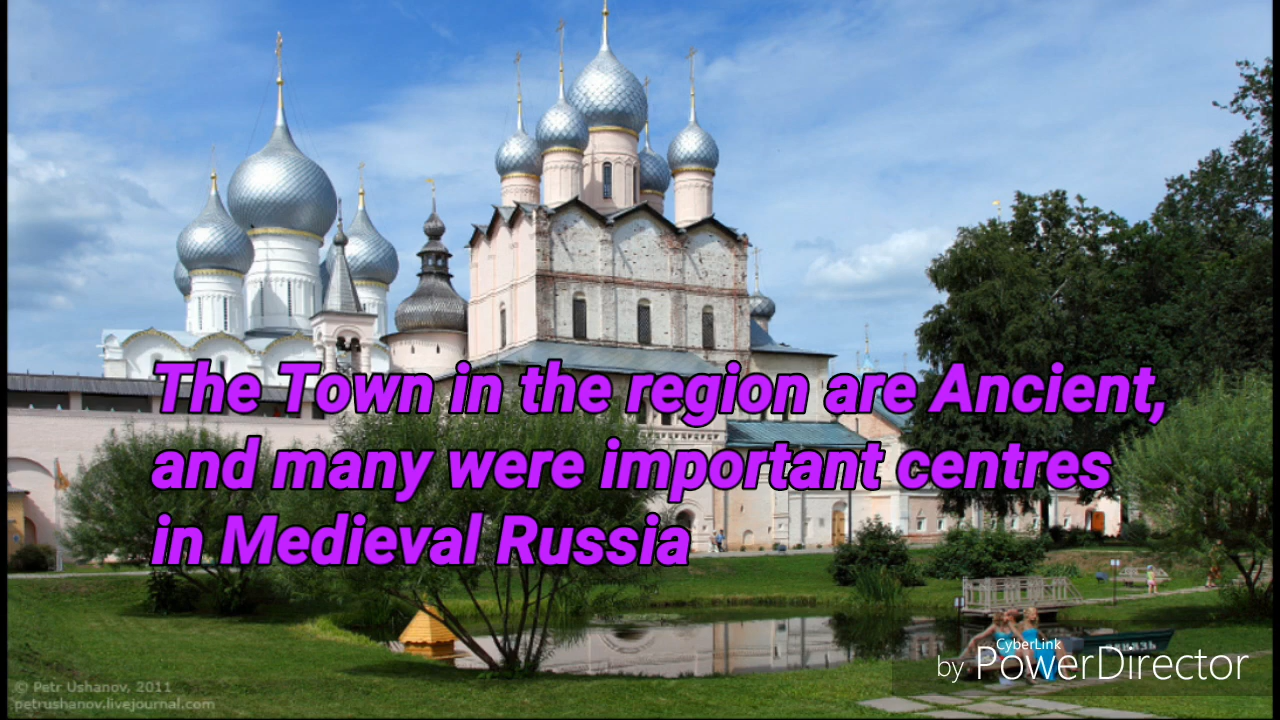 The Town in the region are Ancient,
and many were important centres
in Medieval Russia
© Petr Ushanov, 2011
petrushanov.livejournal.com
CyberLink
by PowerDirector